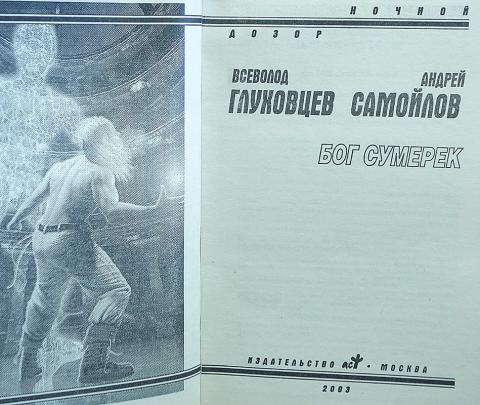 НОЧНОЙ
ДОЗОР
ВСЕВОЛОД АНДРЕЙ
ГЛУХОВЦЕВ САМОЙЛОВ
БОГ СУМЕРЕК
ИЗДАТЕЛЬСТВО АСТ • МОСКВА
2003